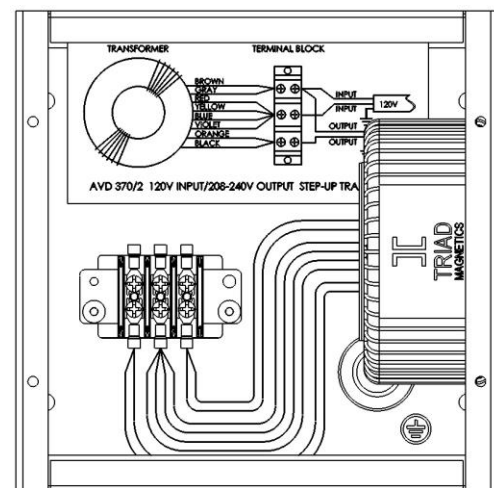 TRANSFORMER
TERMINAL BLOCK
BROWN
GRAY
RED
YELLOW
BLUE
VIOLET
ORANGE
BLACK
INPUT
INPUT
120V
OUTPUT
OUTPUT
AVD 370/2 120V INPUT/208-240V OUTPUT STEP-UP TRA
TRIAD
MAGNETICS